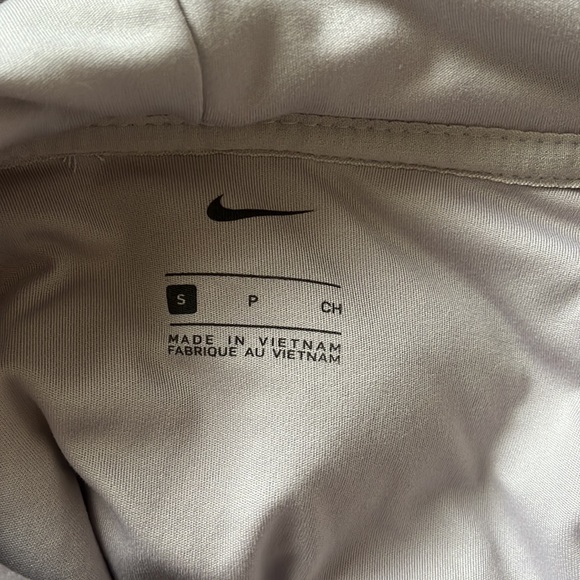 S P CH
MADE IN VIETNAM
FABRIQUE AU VIETNAM